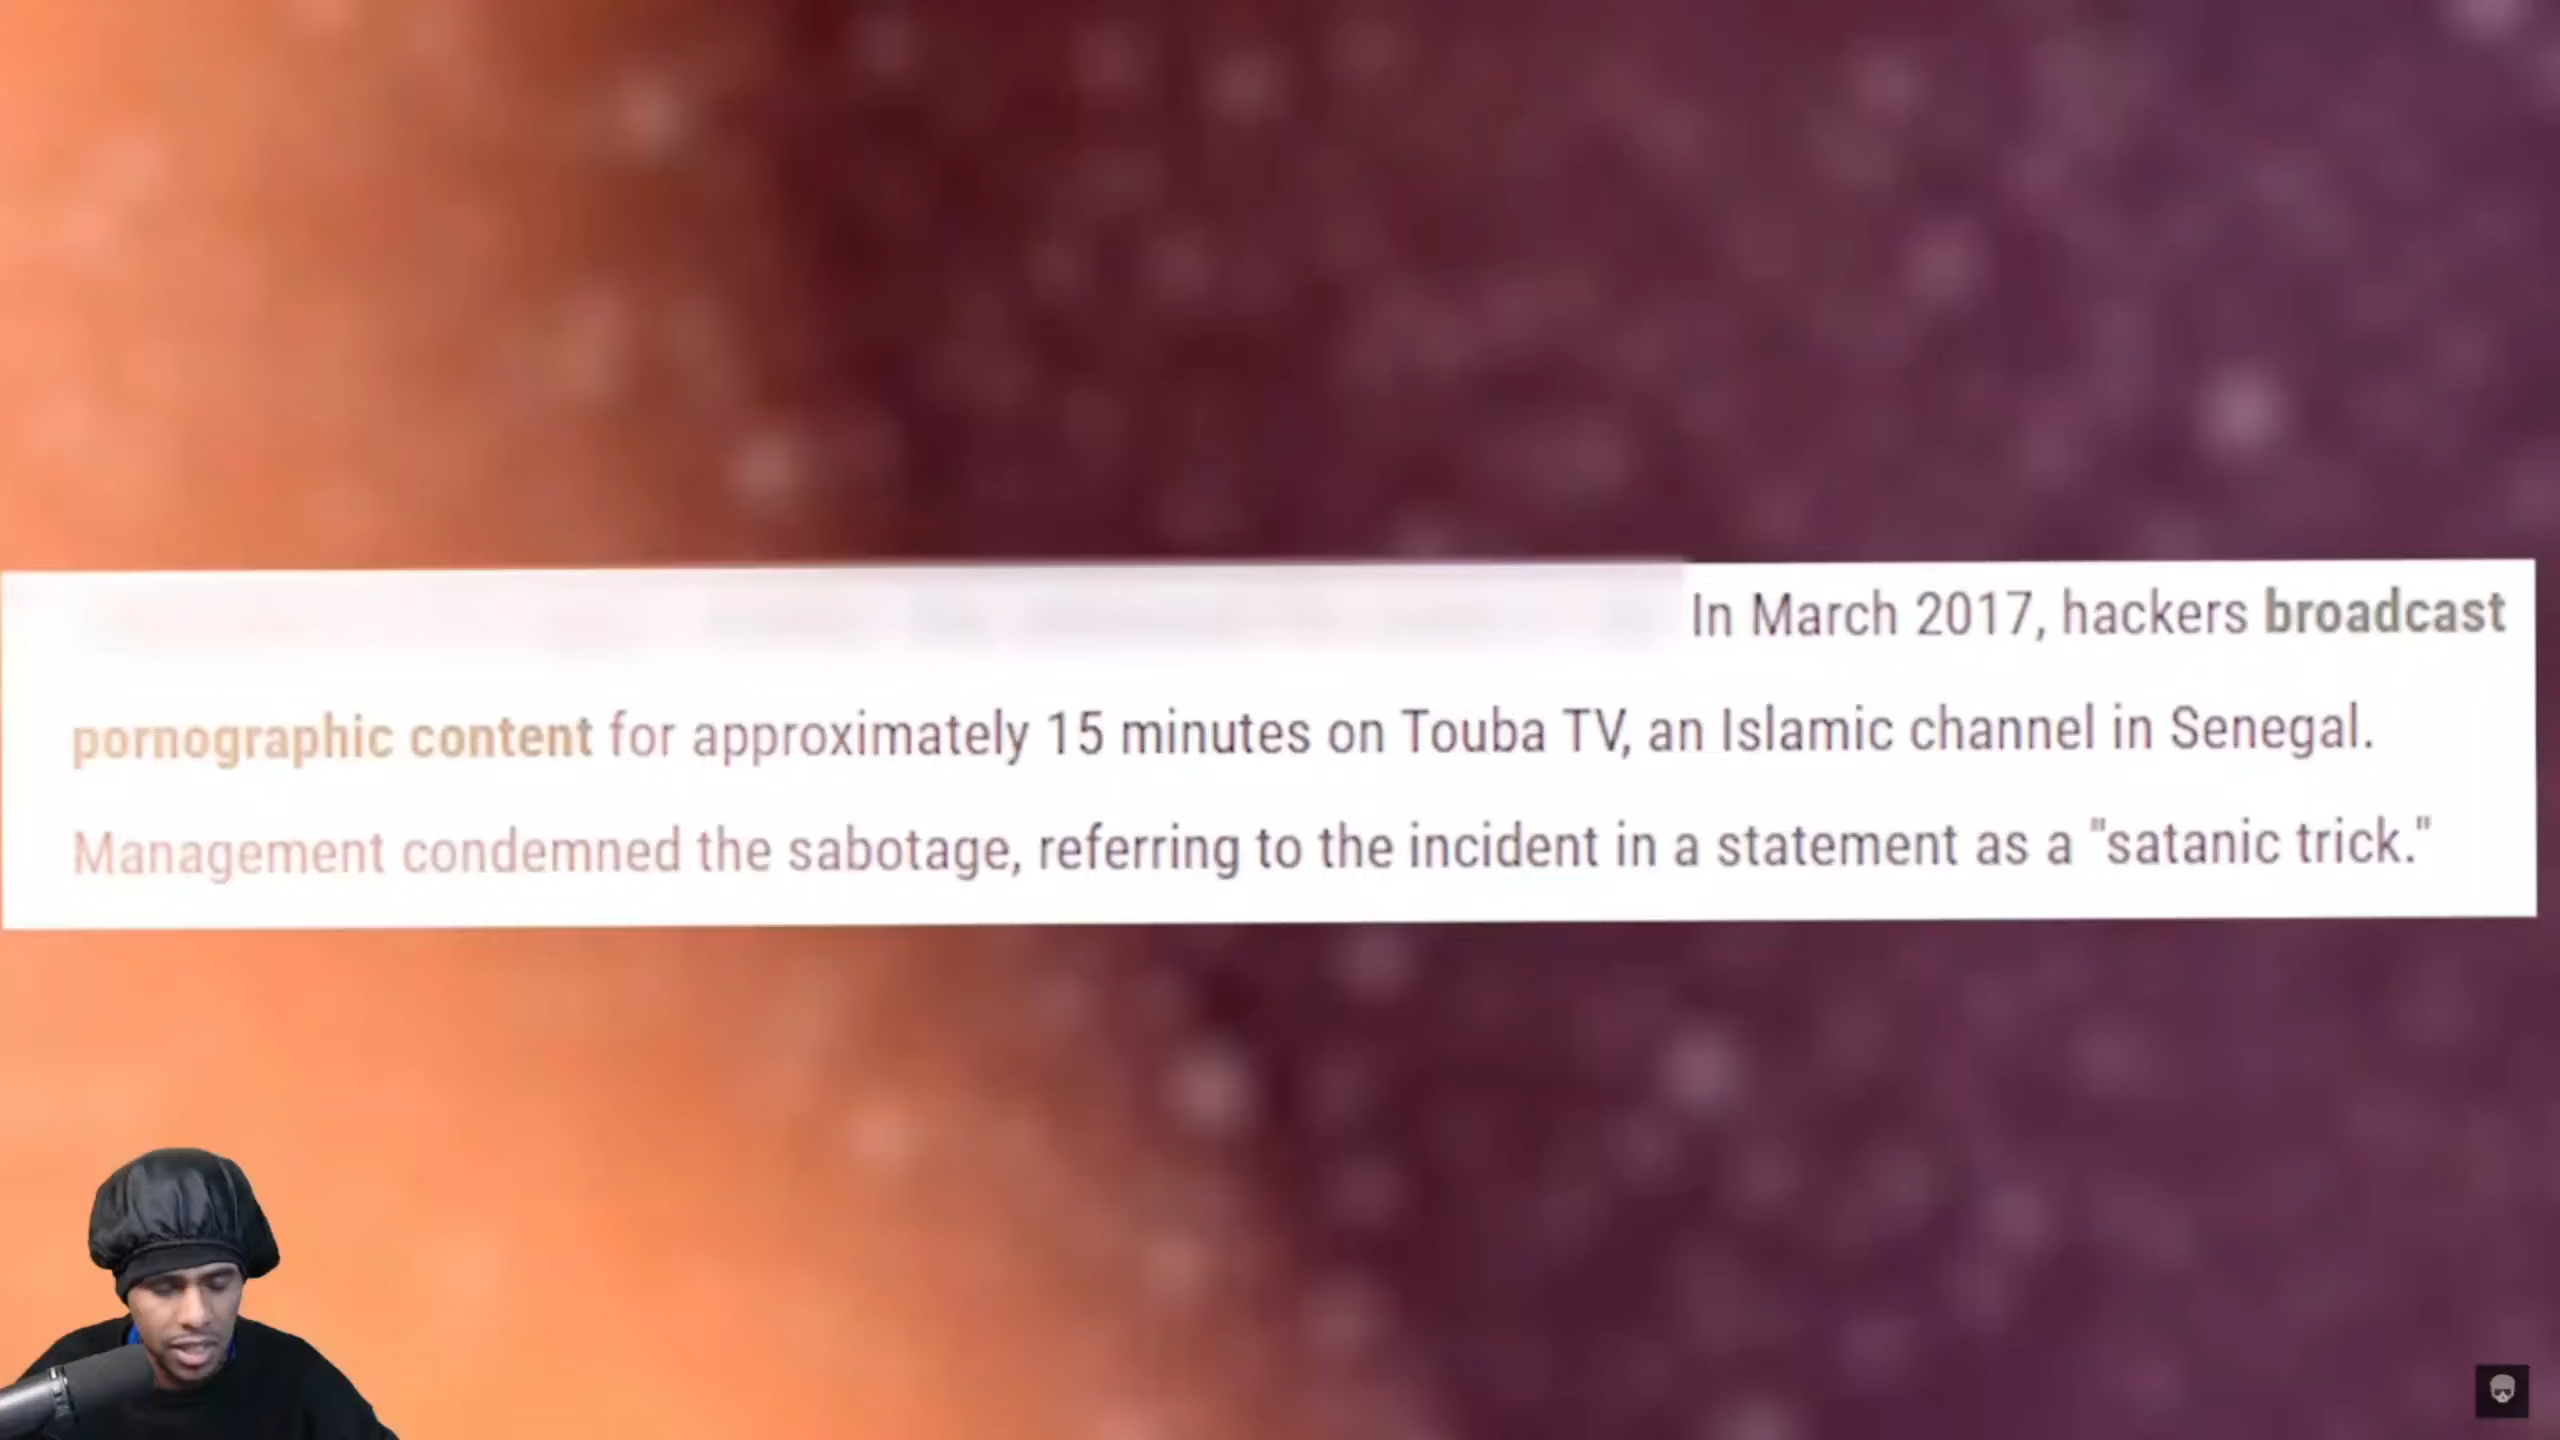 In March 2017, hackers broadcast
pornographic content for approximately 15 minutes on Touba TV, an Islamic channel in Senegal.
Management condemned the sabotage, referring to the incident in a statement as a "satanic trick."